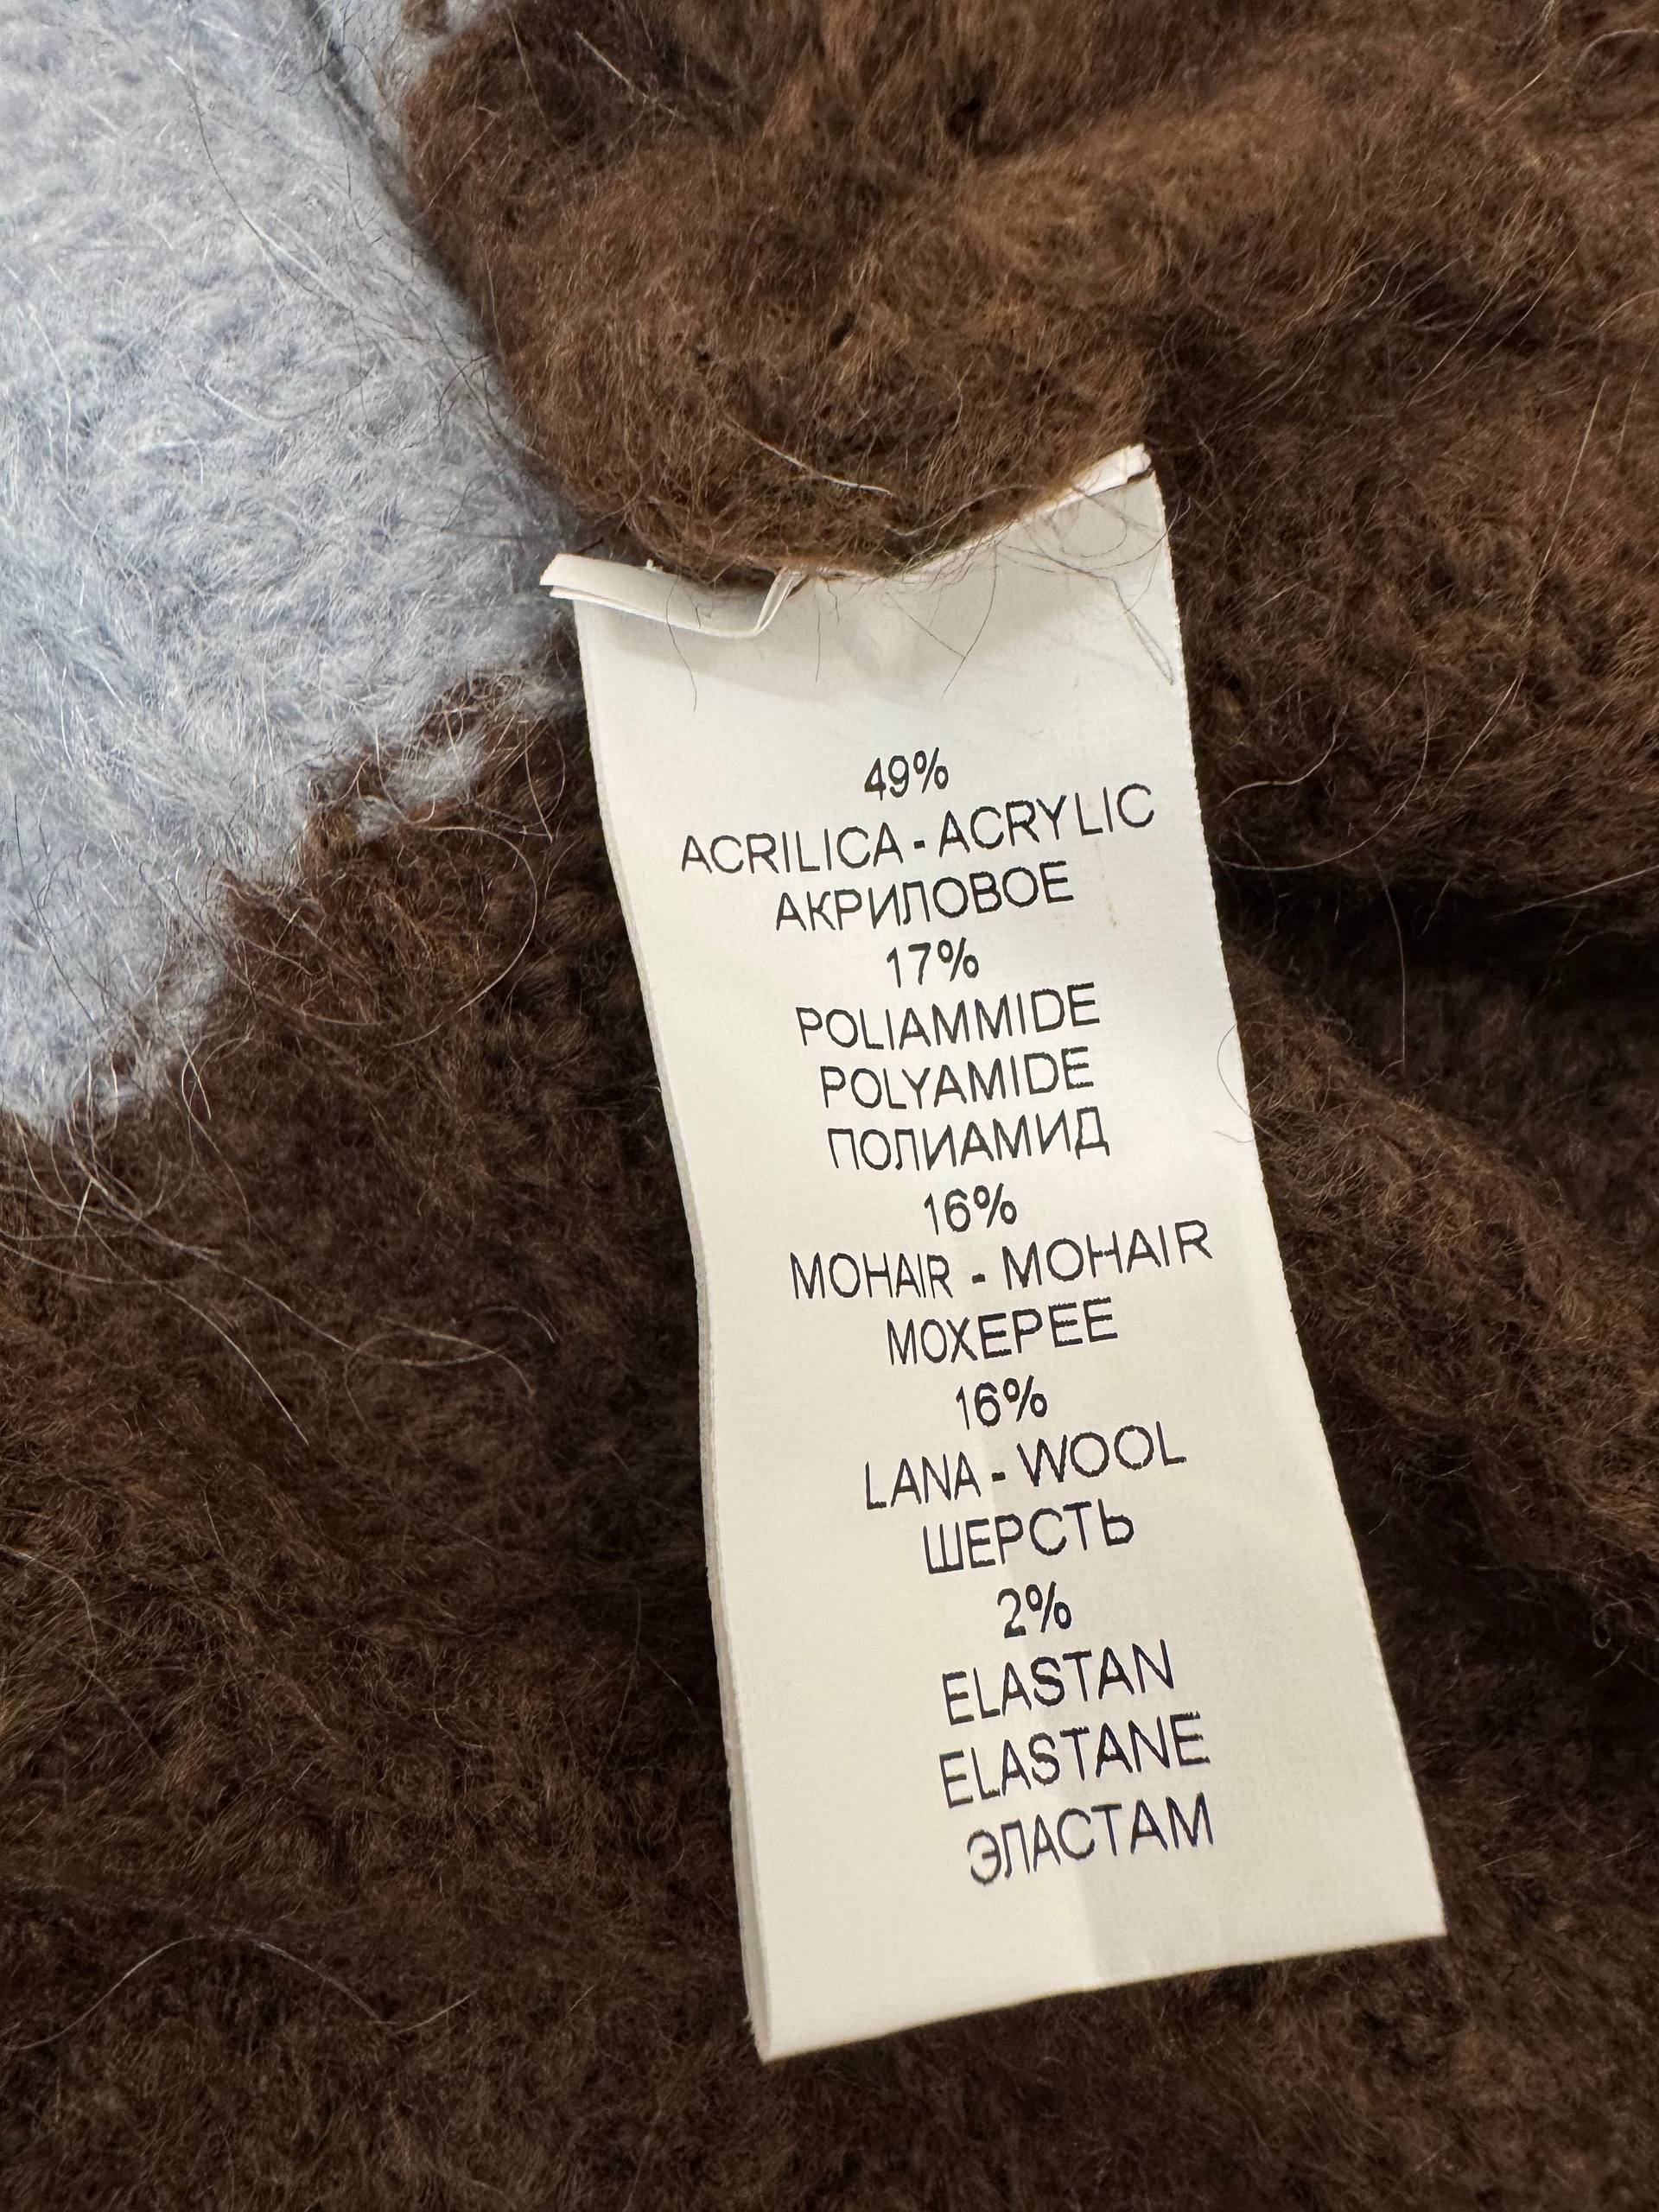 49%
ACRILICA - ACRYLIC
АКРИЛОВОЕ
17%
POLIAMMIDE
POLYAMIDE
ПОЛИАМИД
16%
MOHAIR - MOHAIR
МОХЕРЕЕ
16%
LANA - WOOL
ШЕРСТЬ
2%
ELASTAN
ELASTANE
ЭЛАСТАМ